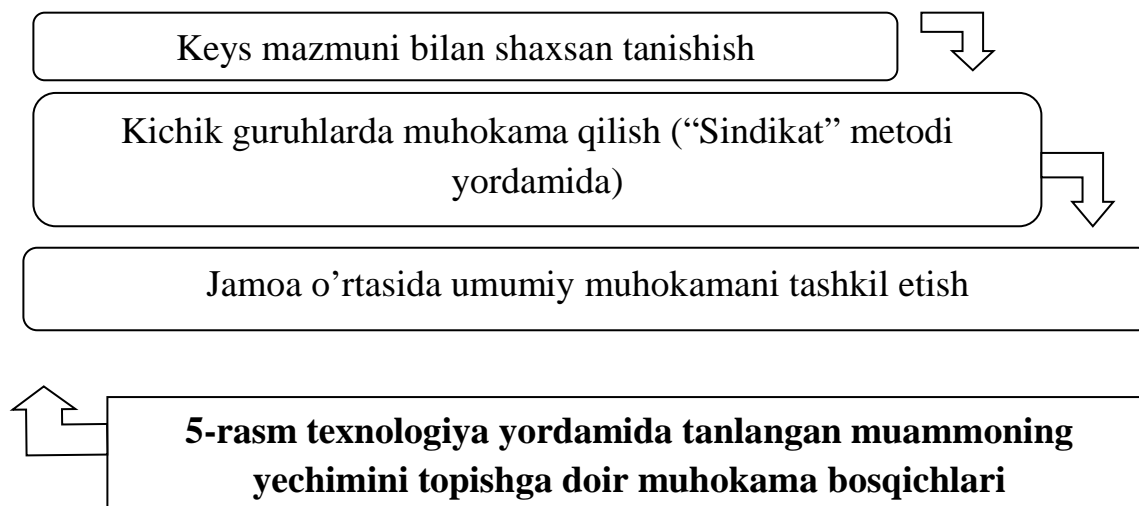 Keys mazmuni bilan shaxsan tanishish
Kichik guruhlarda muhokama qilish (“Sindikat” metodi
yordamida)
Jamoa o’rtasida umumiy muhokamani tashkil etish
5-rasm texnologiya yordamida tanlangan muammoning
yechimini topishga doir muhokama bosqichlari